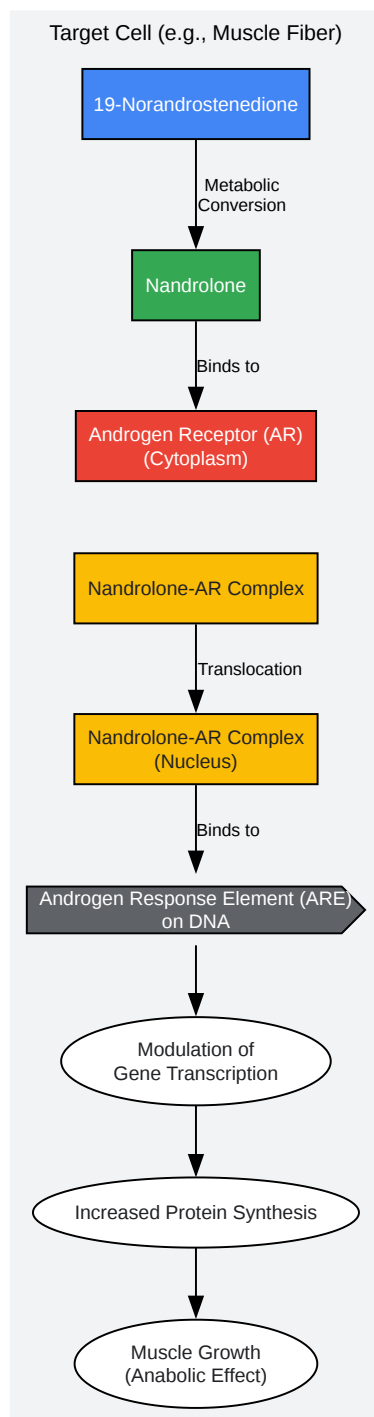 Target Cell (e.g., Muscle Fiber)
19-Norandrostenedione
Metabolic
Conversion
Nandrolone
Binds to
Androgen Receptor (AR)
(Cytoplasm)
Nandrolone-AR Complex
Translocation
Nandrolone-AR Complex
(Nucleus)
Binds to
Androgen Response Element (ARE)
on DNA
Modulation of
Gene Transcription
Increased Protein Synthesis
Muscle Growth
(Anabolic Effect)